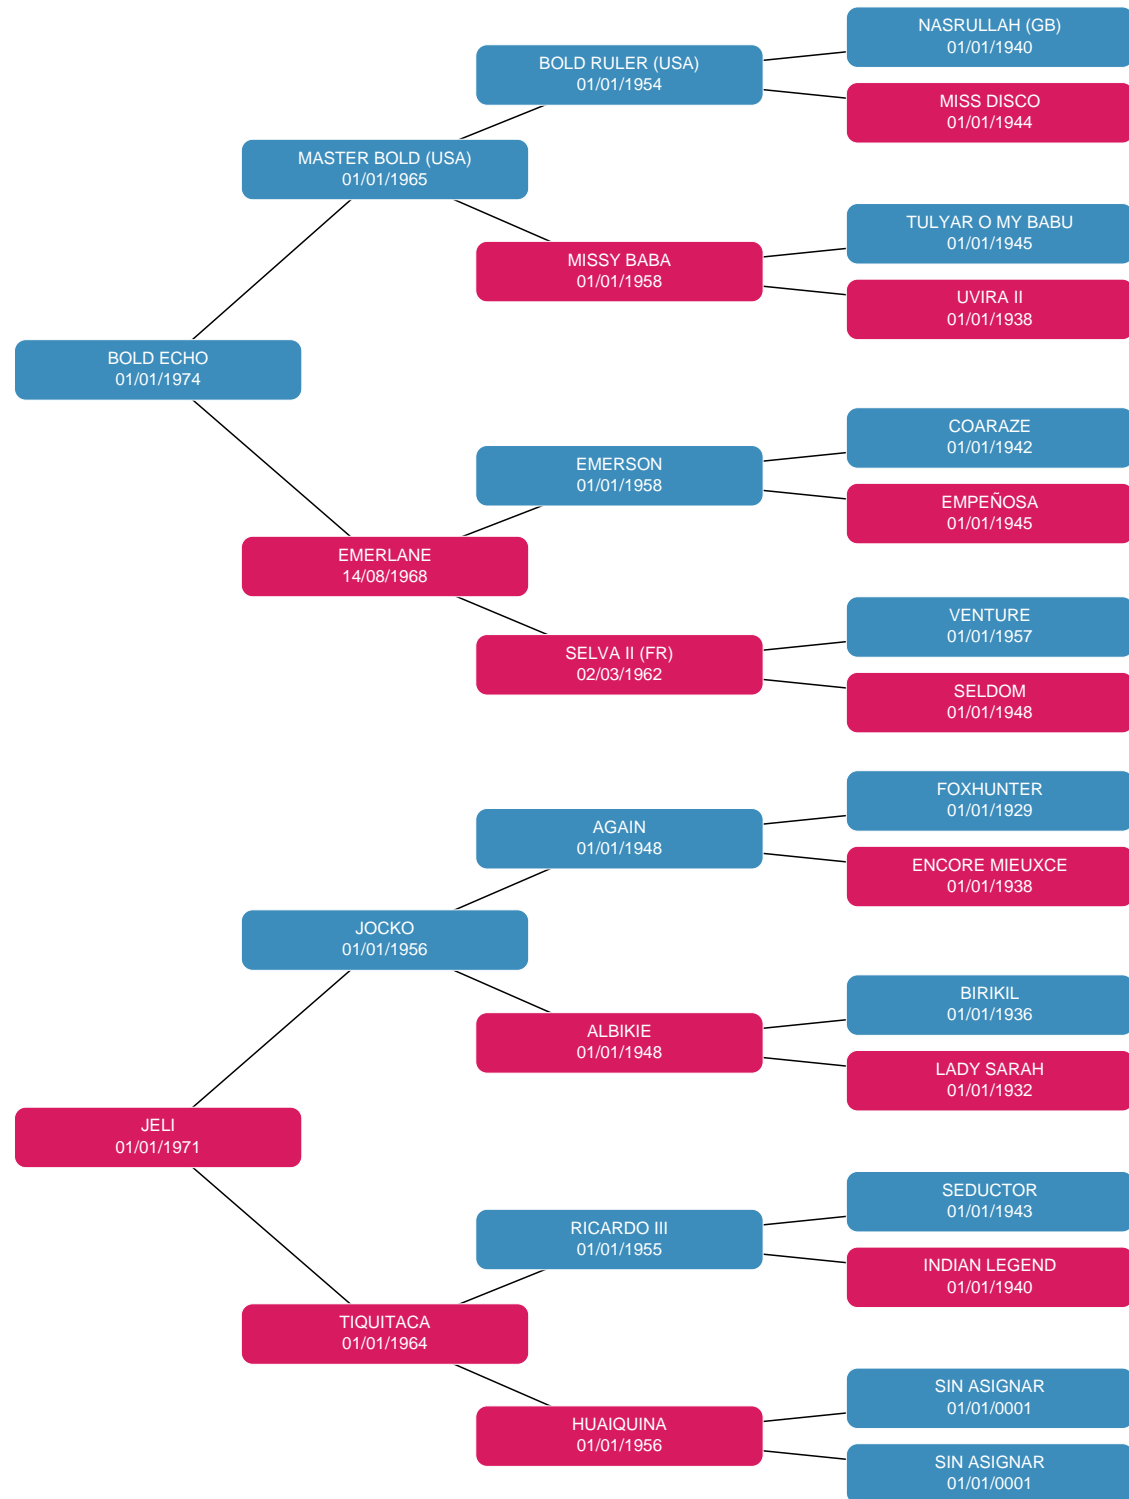 NASRULLAH (GB)
01/01/1940
BOLD RULER (USA)
01/01/1954
MISS DISCO
01/01/1944
MASTER BOLD (USA)
01/01/1965
TULYAR O MY BABU
01/01/1945
MISSY BABA
01/01/1958
UVIRA II
01/01/1938
BOLD ECHO
01/01/1974
COARAZE
01/01/1942
EMERSON
01/01/1958
EMPEÑOSA
01/01/1945
EMERLANE
14/08/1968
VENTURE
01/01/1957
SELVA II (FR)
02/03/1962
SELDOM
01/01/1948
FOXHUNTER
01/01/1929
AGAIN
01/01/1948
ENCORE MIEUXCE
01/01/1938
JOCKO
01/01/1956
BIRIKIL
01/01/1936
ALBIKIE
01/01/1948
LADY SARAH
01/01/1932
JELI
01/01/1971
SEDUCTOR
01/01/1943
RICARDO III
01/01/1955
INDIAN LEGEND
01/01/1940
TIQUITACA
01/01/1964
SIN ASIGNAR
01/01/0001
HUAIQUINA
01/01/1956
SIN ASIGNAR
01/01/0001